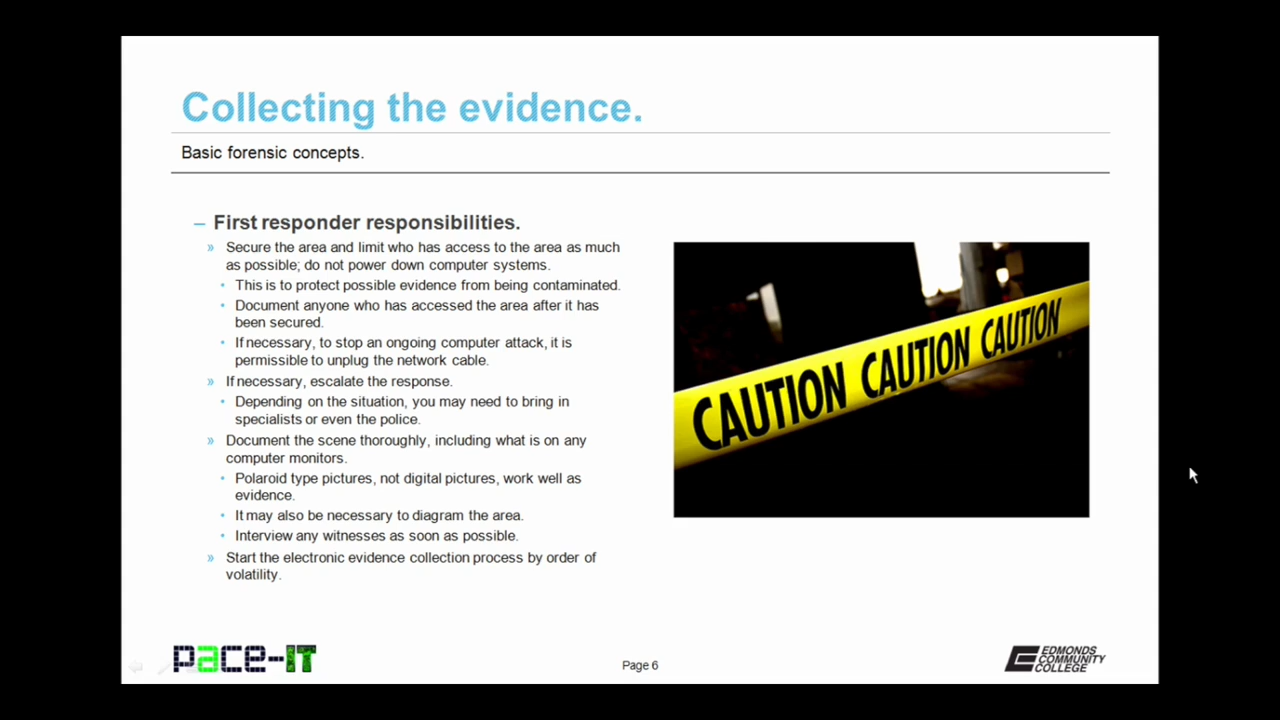 Collecting the evidence.
Basic forensic concepts.
– First responder responsibilities.
» Secure the area and limit who has access to the area as much
as possible; do not power down computer systems.
• This is to protect possible evidence from being contaminated.
• Document anyone who has accessed the area after it has
been secured.
• If necessary, to stop an ongoing computer attack, it is
permissible to unplug the network cable.
» If necessary, escalate the response.
• Depending on the situation, you may need to bring in
specialists or even the police.
» Document the scene thoroughly, including what is on any
computer monitors.
• Polaroid type pictures, not digital pictures, work well as
evidence.
• It may also be necessary to diagram the area.
• Interview any witnesses as soon as possible.
» Start the electronic evidence collection process by order of
volatility.
CAUTION CAUTION CAUTION
pace-IT
Page 6
EDMONDS
COMMUNITY
COLLEGE